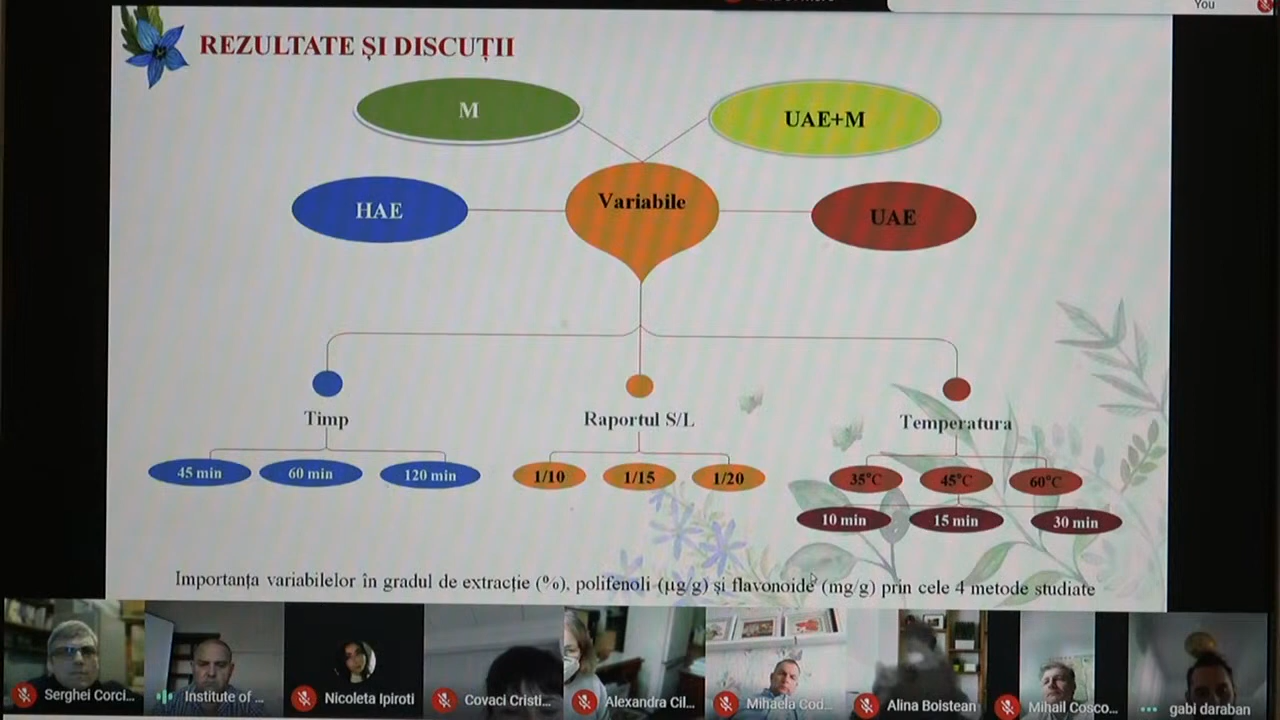 You
REZULTATE ȘI DISCUȚII
M
UAE+M
HAE
Variabile
UAE
Timp
Raportul S/L
Temperatura
45 min
60 min
120 min
1/10
1/15
1/20
35°C
45°C
60°C
10 min
15 min
30 min
Importanța variabilelor în gradul de extracție (%), polifenoli (µg/g) și flavonoide (mg/g) prin cele 4 metode studiate
Serghei Corci...
Institute of ...
Nicoleta Ipiroti
Covaci Cristi...
Alexandra Cil...
Mihaela Cod...
Alina Boistean
Mihail Cosco...
gabi daraban